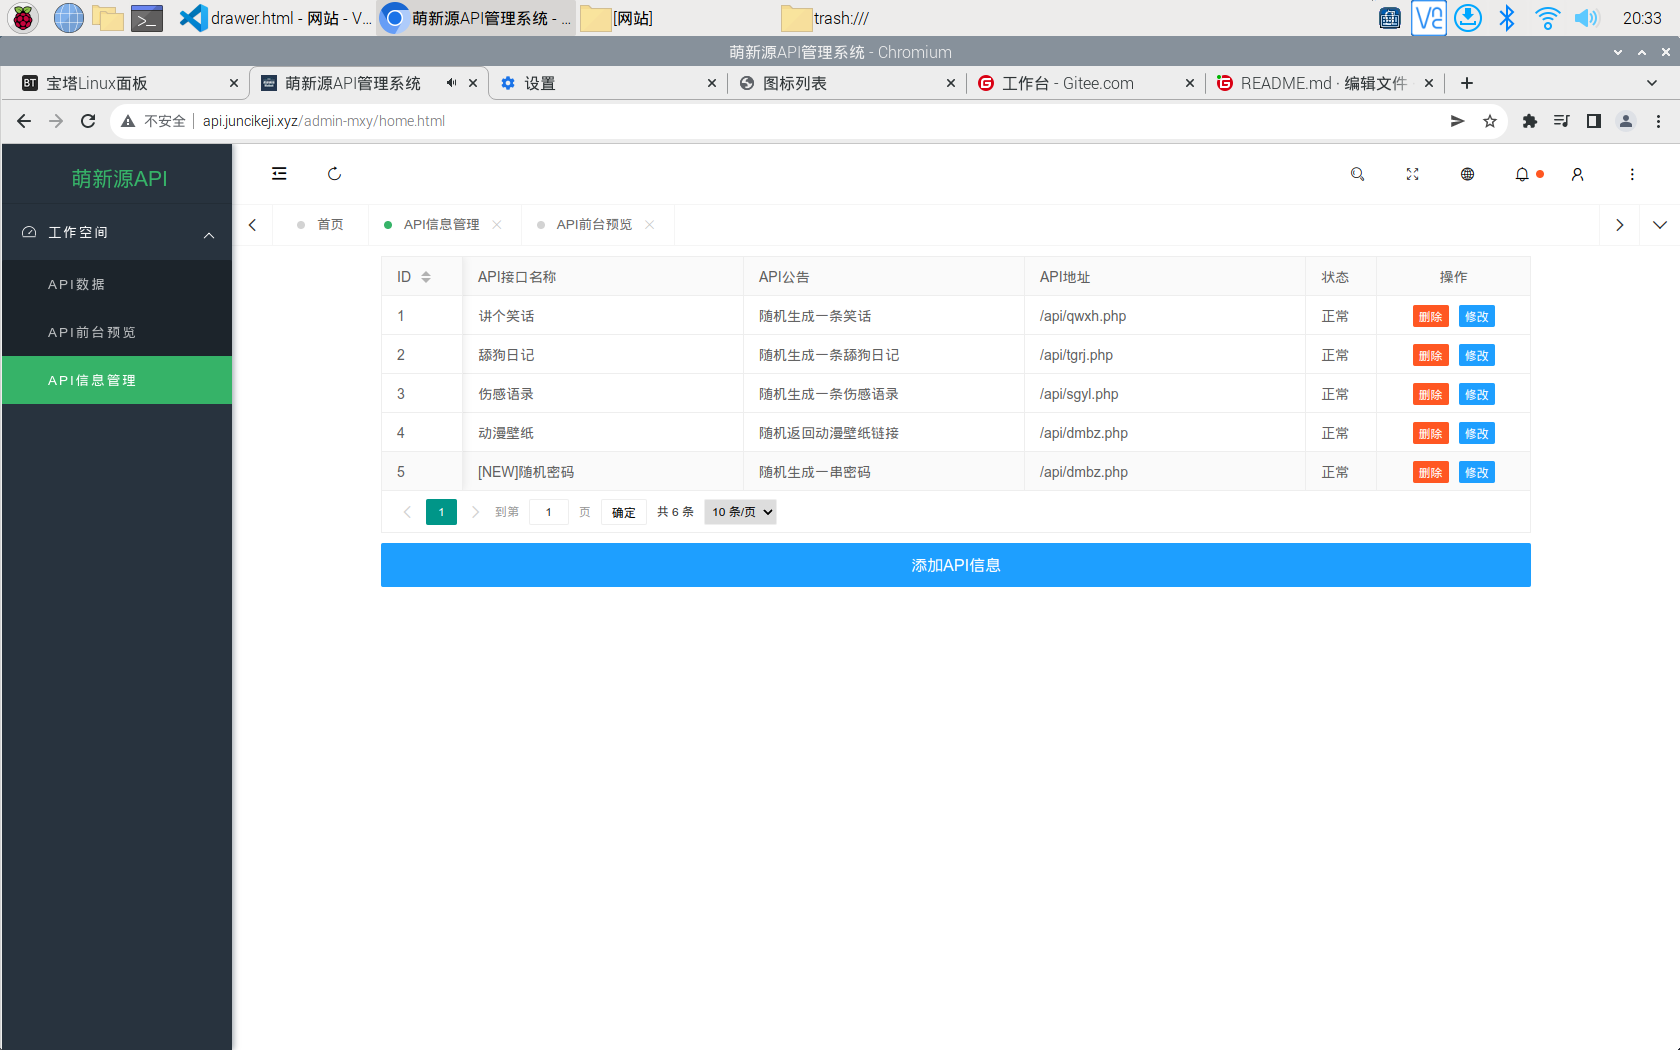 drawer.html - 网站 - V...
萌新源API管理系统 - ...
[网站]
trash:///
20:33
萌新源API管理系统 - Chromium
BT 宝塔Linux面板
萌新源API管理系统
设置
图标列表
工作台 - Gitee.com
README.md · 编辑文件
不安全 api.juncikeji.xyz/admin-mxy/home.html
萌新源API
工作空间
API数据
API前台预览
API信息管理
首页 API信息管理 API前台预览
ID API接口名称 API公告 API地址 状态 操作
1 讲个笑话 随机生成一条笑话 /api/qwxh.php 正常 删除 修改
2 舔狗日记 随机生成一条舔狗日记 /api/tgrj.php 正常 删除 修改
3 伤感语录 随机生成一条伤感语录 /api/sgyl.php 正常 删除 修改
4 动漫壁纸 随机返回动漫壁纸链接 /api/dmbz.php 正常 删除 修改
5 [NEW]随机密码 随机生成一串密码 /api/dmbz.php 正常 删除 修改
1 到第 1 页 确定 共 6 条 10 条/页
添加API信息